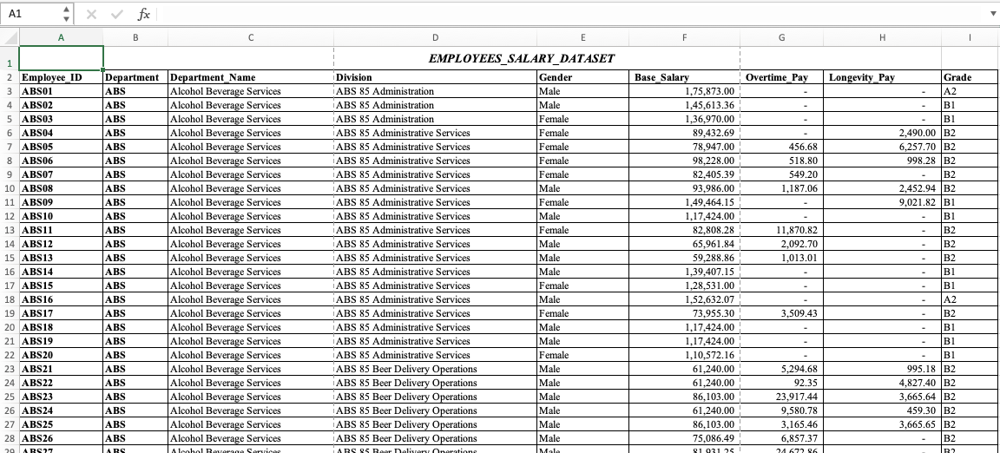 A1 fx
A B C D E F G H I
1 EMPLOYEES_SALARY_DATASET
2 Employee_ID Department Department_Name Division Gender Base_Salary Overtime_Pay Longevity_Pay Grade
3 ABS01 ABS Alcohol Beverage Services ABS 85 Administration Male 1,75,873.00 - - A2
4 ABS02 ABS Alcohol Beverage Services ABS 85 Administration Male 1,45,613.36 - - B1
5 ABS03 ABS Alcohol Beverage Services ABS 85 Administration Female 1,36,970.00 - - B1
6 ABS04 ABS Alcohol Beverage Services ABS 85 Administrative Services Female 89,432.69 - 2,490.00 B2
7 ABS05 ABS Alcohol Beverage Services ABS 85 Administrative Services Female 78,947.00 456.68 6,257.70 B2
8 ABS06 ABS Alcohol Beverage Services ABS 85 Administrative Services Female 98,228.00 518.80 998.28 B2
9 ABS07 ABS Alcohol Beverage Services ABS 85 Administrative Services Female 82,405.39 549.20 - B2
10 ABS08 ABS Alcohol Beverage Services ABS 85 Administrative Services Male 93,986.00 1,187.06 2,452.94 B2
11 ABS09 ABS Alcohol Beverage Services ABS 85 Administrative Services Female 1,49,464.15 - 9,021.82 B1
12 ABS10 ABS Alcohol Beverage Services ABS 85 Administrative Services Male 1,17,424.00 - - B1
13 ABS11 ABS Alcohol Beverage Services ABS 85 Administrative Services Female 82,808.28 11,870.82 - B2
14 ABS12 ABS Alcohol Beverage Services ABS 85 Administrative Services Male 65,961.84 2,092.70 - B2
15 ABS13 ABS Alcohol Beverage Services ABS 85 Administrative Services Male 59,288.86 1,013.01 - B2
16 ABS14 ABS Alcohol Beverage Services ABS 85 Administrative Services Male 1,39,407.15 - - B1
17 ABS15 ABS Alcohol Beverage Services ABS 85 Administrative Services Female 1,28,531.00 - - B1
18 ABS16 ABS Alcohol Beverage Services ABS 85 Administrative Services Male 1,52,632.07 - - A2
19 ABS17 ABS Alcohol Beverage Services ABS 85 Administrative Services Female 73,955.30 3,509.43 - B2
20 ABS18 ABS Alcohol Beverage Services ABS 85 Administrative Services Male 1,17,424.00 - - B1
21 ABS19 ABS Alcohol Beverage Services ABS 85 Administrative Services Male 1,17,424.00 - - B1
22 ABS20 ABS Alcohol Beverage Services ABS 85 Administrative Services Female 1,10,572.16 - - B1
23 ABS21 ABS Alcohol Beverage Services ABS 85 Beer Delivery Operations Male 61,240.00 5,294.68 995.18 B2
24 ABS22 ABS Alcohol Beverage Services ABS 85 Beer Delivery Operations Male 61,240.00 92.35 4,827.40 B2
25 ABS23 ABS Alcohol Beverage Services ABS 85 Beer Delivery Operations Male 86,103.00 23,917.44 3,665.64 B2
26 ABS24 ABS Alcohol Beverage Services ABS 85 Beer Delivery Operations Male 61,240.00 9,580.78 459.30 B2
27 ABS25 ABS Alcohol Beverage Services ABS 85 Beer Delivery Operations Male 86,103.00 3,165.46 3,665.65 B2
28 ABS26 ABS Alcohol Beverage Services ABS 85 Beer Delivery Operations Male 75,086.49 6,857.37 - B2
29 ABS27 ABS Alcohol Beverage Services ABS 85 Beer Delivery Operations Male 81,931.25 24,672.86 - B2